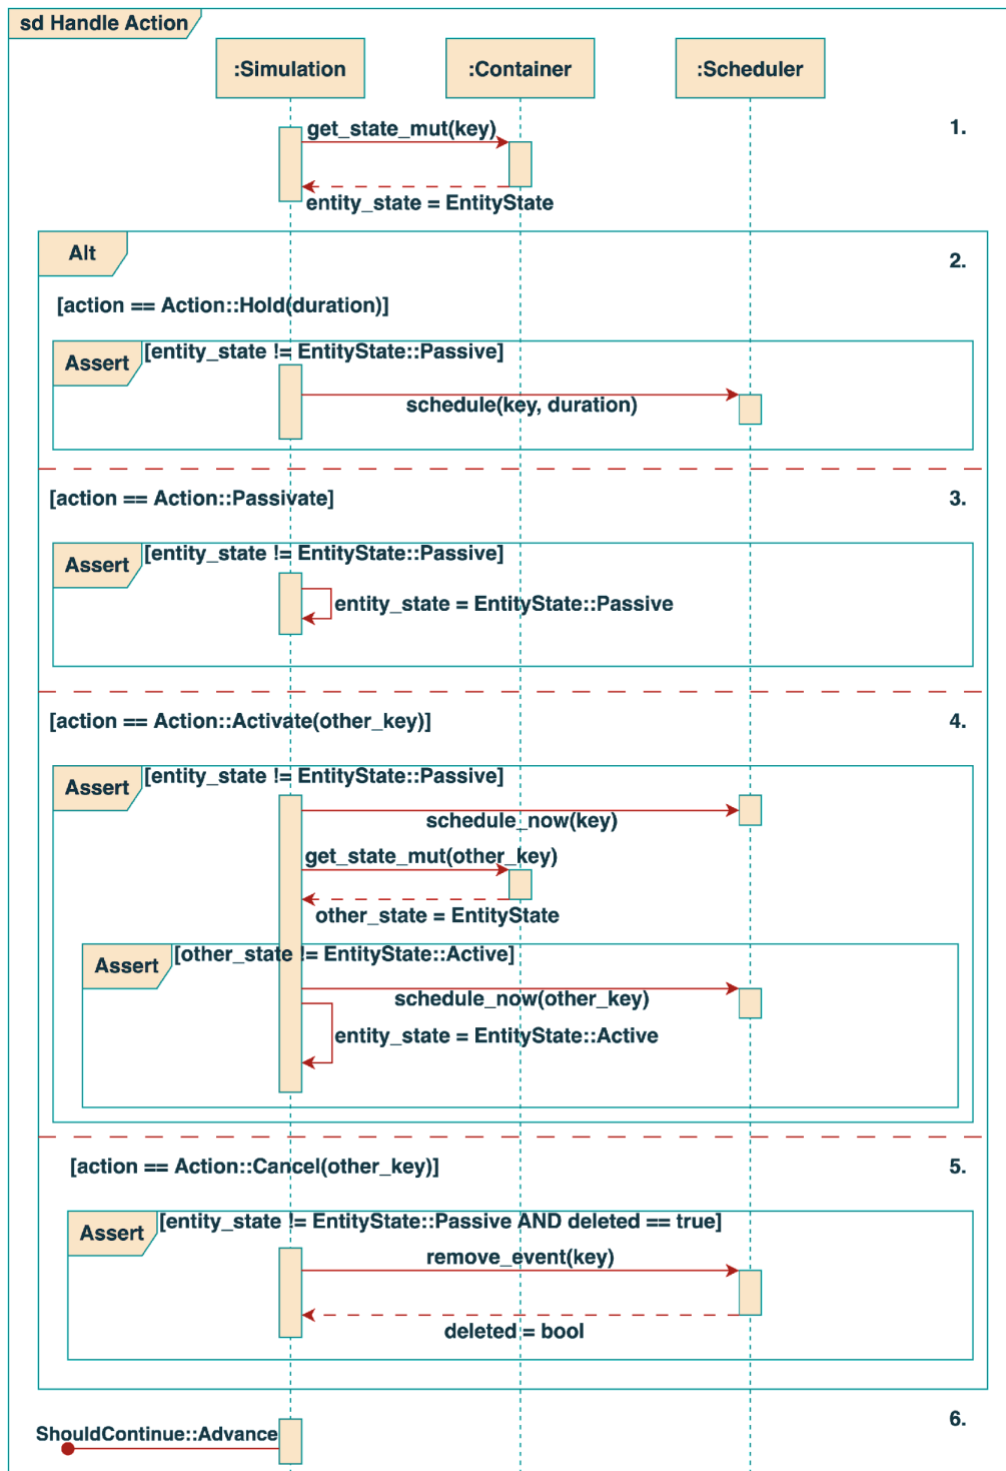 sd Handle Action
:Simulation
:Container
:Scheduler
1.
get_state_mut(key)
entity_state = EntityState
Alt
2.
[action == Action::Hold(duration)]
Assert
[entity_state != EntityState::Passive]
schedule(key, duration)
[action == Action::Passivate]
3.
Assert
[entity_state != EntityState::Passive]
entity_state = EntityState::Passive
[action == Action::Activate(other_key)]
4.
Assert
[entity_state != EntityState::Passive]
schedule_now(key)
get_state_mut(other_key)
other_state = EntityState
Assert
[other_state != EntityState::Active]
schedule_now(other_key)
entity_state = EntityState::Active
[action == Action::Cancel(other_key)]
5.
Assert
[entity_state != EntityState::Passive AND deleted == true]
remove_event(key)
deleted = bool
6.
ShouldContinue::Advance